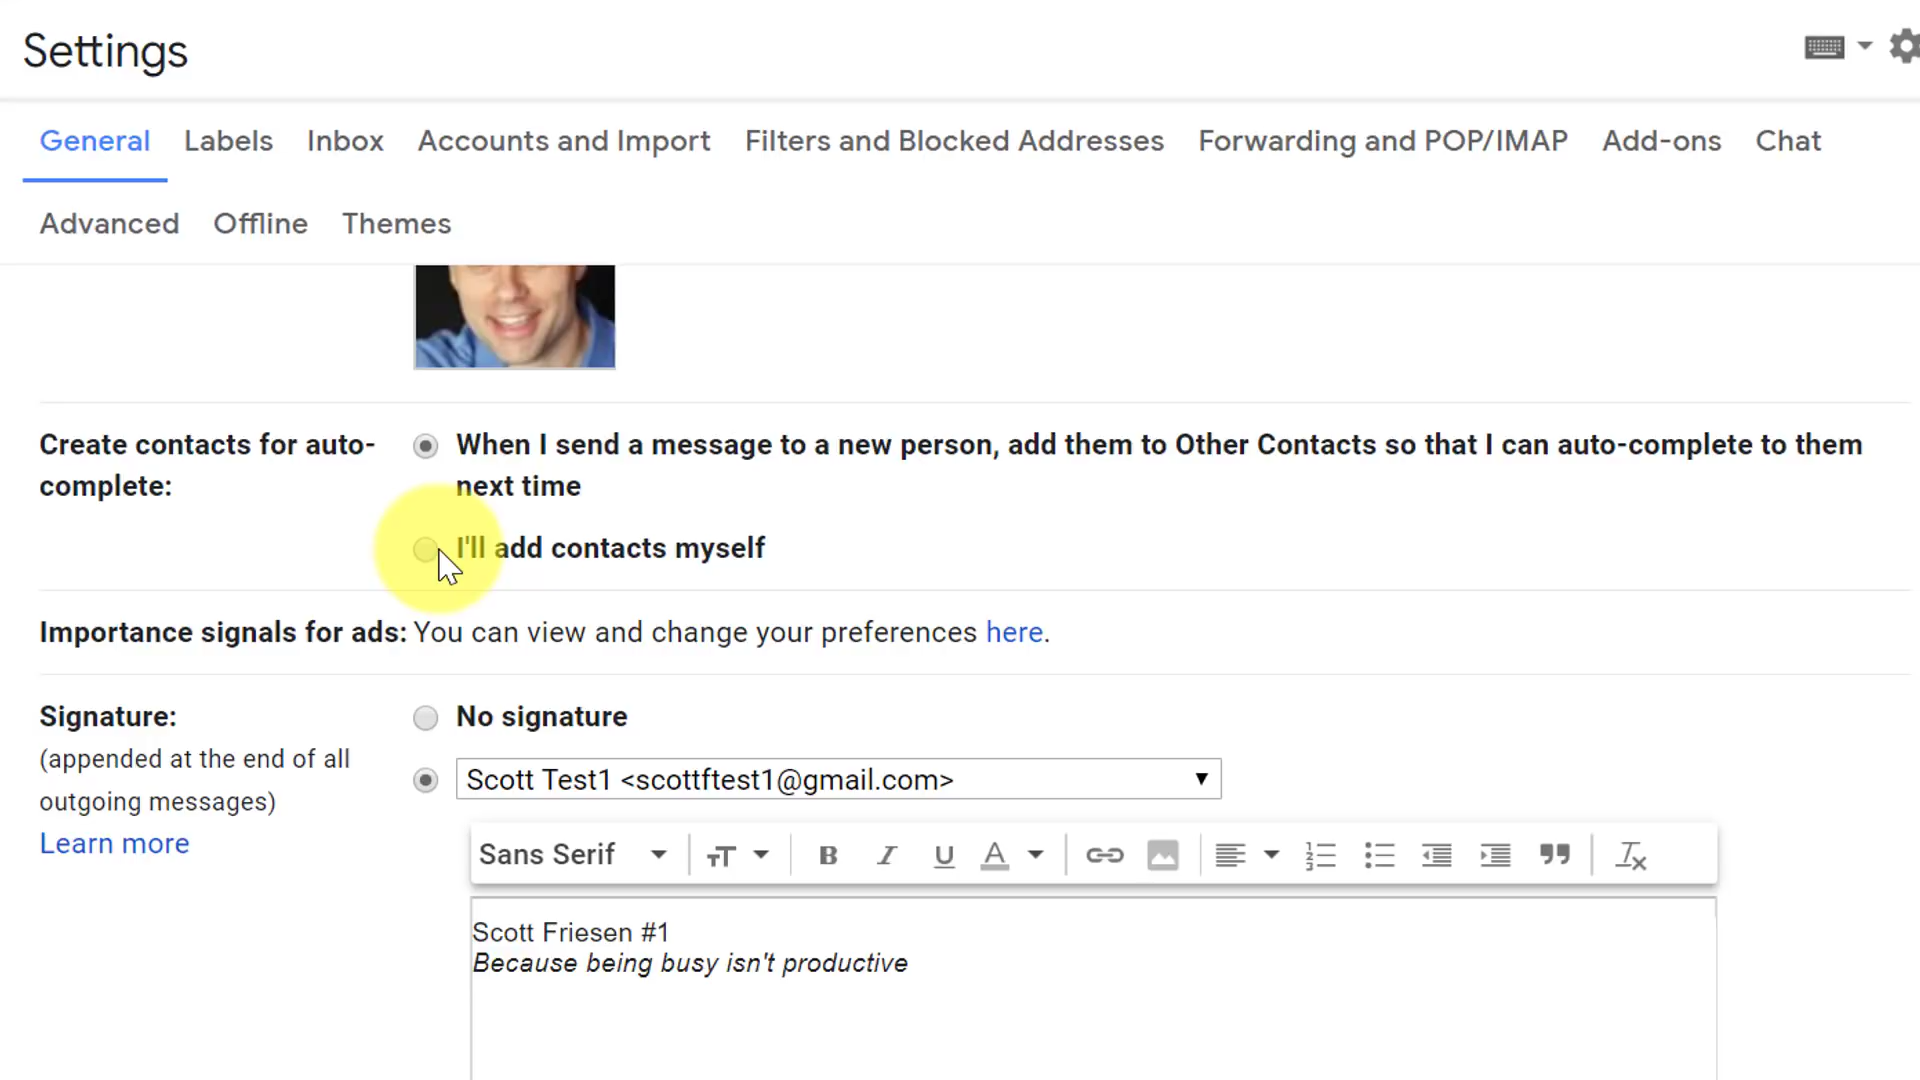 Settings
General Labels Inbox Accounts and Import Filters and Blocked Addresses Forwarding and POP/IMAP Add-ons Chat
Advanced Offline Themes
Create contacts for auto-
complete:
When I send a message to a new person, add them to Other Contacts so that I can auto-complete to them
next time
I'll add contacts myself
Importance signals for ads: You can view and change your preferences here.
Signature:
(appended at the end of all
outgoing messages)
Learn more
No signature
Scott Test1 <scottftest1@gmail.com>
Sans Serif
Scott Friesen #1
Because being busy isn't productive